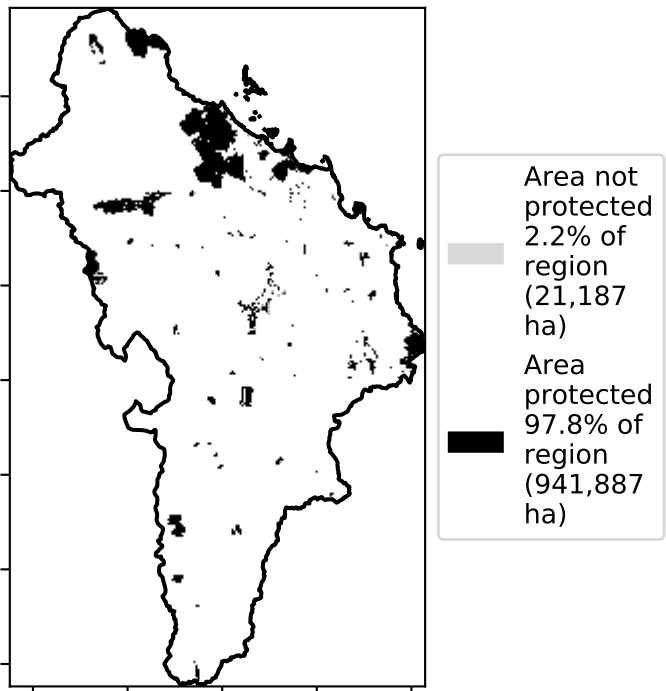 Area not
protected
2.2% of
region
(21,187
ha)
Area
protected
97.8% of
region
(941,887
ha)